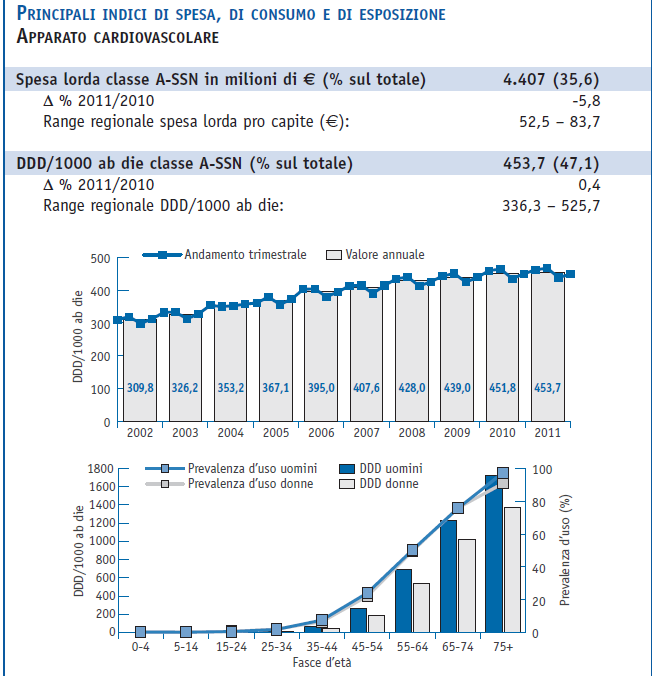 PRINCIPALI INDICI DI SPESA, DI CONSUMO E DI ESPOSIZIONE
APPARATO CARDIOVASCOLARE
Spesa lorda classe A-SSN in milioni di € (% sul totale) 4.407 (35,6)
Δ % 2011/2010 -5,8
Range regionale spesa lorda pro capite (€): 52,5 – 83,7
DDD/1000 ab die classe A-SSN (% sul totale) 453,7 (47,1)
Δ % 2011/2010 0,4
Range regionale DDD/1000 ab die: 336,3 – 525,7
Andamento trimestrale Valore annuale
DDD/1000 ab die
500
400
300
200
100
0
309,8 326,2 353,2 367,1 395,0 407,6 428,0 439,0 451,8 453,7
2002 2003 2004 2005 2006 2007 2008 2009 2010 2011
Prevalenza d'uso uomini DDD uomini
Prevalenza d'uso donne DDD donne
DDD/1000 ab die
1800
1600
1400
1200
1000
800
600
400
200
0
100
80
60
40
20
0
Prevalenza d'uso (%)
0-4 5-14 15-24 25-34 35-44 45-54 55-64 65-74 75+
Fasce d'età